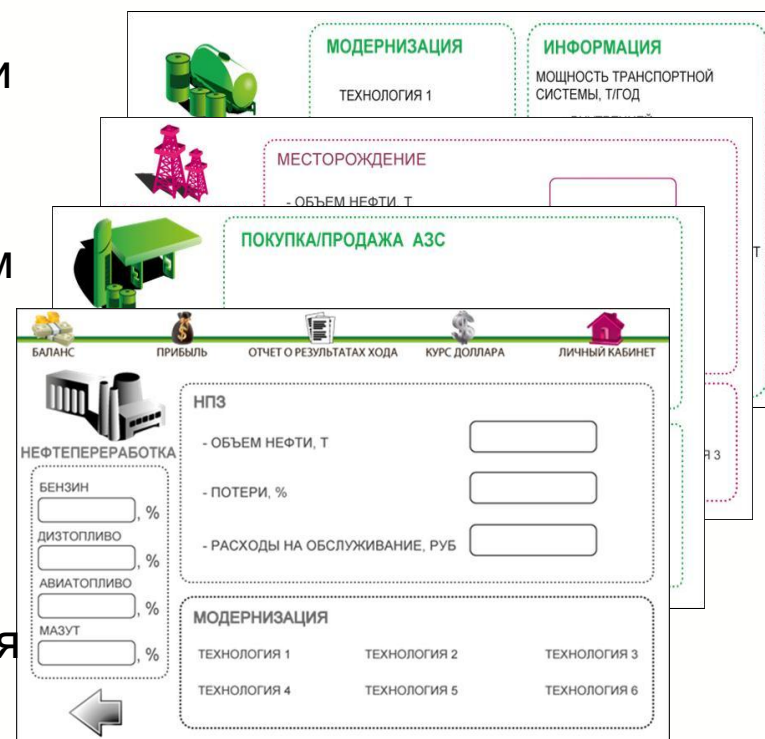 и
м
я
МОДЕРНИЗАЦИЯ
ТЕХНОЛОГИЯ 1
ИНФОРМАЦИЯ
МОЩНОСТЬ ТРАНСПОРТНОЙ
СИСТЕМЫ, Т/ГОД
МЕСТОРОЖДЕНИЕ
- ОБЪЕМ НЕФТИ, Т
Т
ПОКУПКА/ПРОДАЖА АЗС
Я 3
БАЛАНС ПРИБЫЛЬ ОТЧЕТ О РЕЗУЛЬТАТАХ ХОДА КУРС ДОЛЛАРА ЛИЧНЫЙ КАБИНЕТ
НЕФТЕПЕРЕРАБОТКА
БЕНЗИН
, %
ДИЗТОПЛИВО
, %
АВИАТОПЛИВО
, %
МАЗУТ
, %
НПЗ
- ОБЪЕМ НЕФТИ, Т
- ПОТЕРИ, %
- РАСХОДЫ НА ОБСЛУЖИВАНИЕ, РУБ
МОДЕРНИЗАЦИЯ
ТЕХНОЛОГИЯ 1 ТЕХНОЛОГИЯ 2 ТЕХНОЛОГИЯ 3
ТЕХНОЛОГИЯ 4 ТЕХНОЛОГИЯ 5 ТЕХНОЛОГИЯ 6